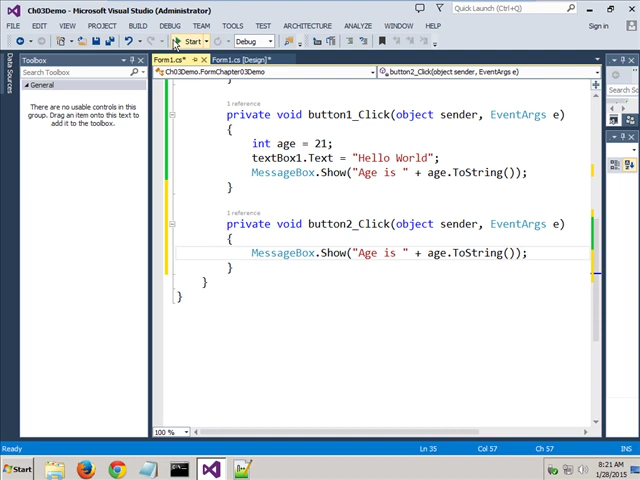 Ch03Demo - Microsoft Visual Studio (Administrator)
Quick Launch (Ctrl+Q)
FILE EDIT VIEW PROJECT BUILD DEBUG TEAM TOOLS TEST ARCHITECTURE ANALYZE WINDOW HELP
Sign in
Start Debug
Data Sources
Toolbox
Form1.cs* Form1.cs [Design]*
Search Toolbox
Ch03Demo.FormChapter03Demo
button2_Click(object sender, EventArgs e)
General
There are no usable controls in this
group. Drag an item onto this text to
add it to the toolbox.
}
1 reference
private void button1_Click(object sender, EventArgs e)
{
int age = 21;
textBox1.Text = "Hello World";
MessageBox.Show("Age is " + age.ToString());
}
1 reference
private void button2_Click(object sender, EventArgs e)
{
MessageBox.Show("Age is " + age.ToString());
}
}
}
Search So
100 %
Ready
Ln 35 Col 57 Ch 57 INS
Start
8:21 AM
1/28/2015